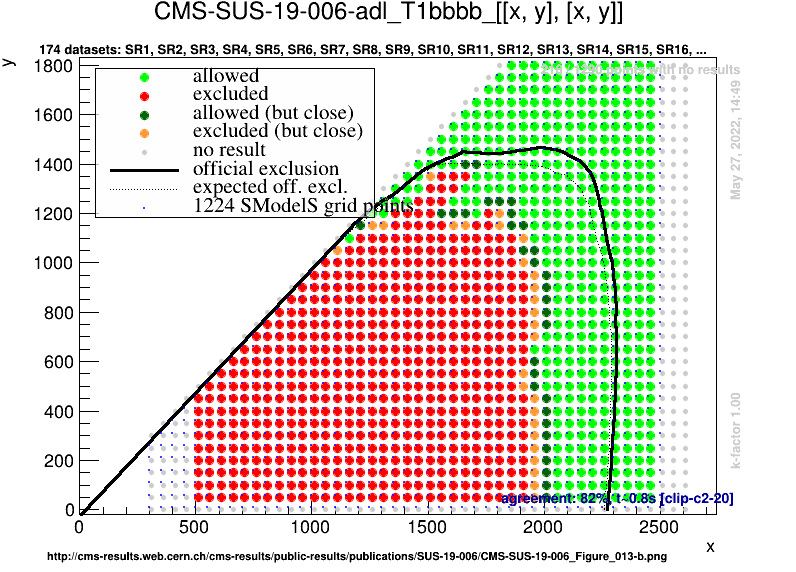 CMS-SUS-19-006-adl_T1bbbb_[[x, y], [x, y]]
174 datasets: SR1, SR2, SR3, SR4, SR5, SR6, SR7, SR8, SR9, SR10, SR11, SR12, SR13, SR14, SR15, SR16, ...
y
points with no results
allowed
excluded
allowed (but close)
excluded (but close)
no result
official exclusion
expected off. excl.
1224 SModelS grid points
May 27, 2022, 14:49
k-factor 1.00
1800
1600
1400
1200
1000
800
600
400
200
0
agreement: 82%, t~0.8s [clip-c2-20]
0 500 1000 1500 2000 2500
x
http://cms-results.web.cern.ch/cms-results/public-results/publications/SUS-19-006/CMS-SUS-19-006_Figure_013-b.png